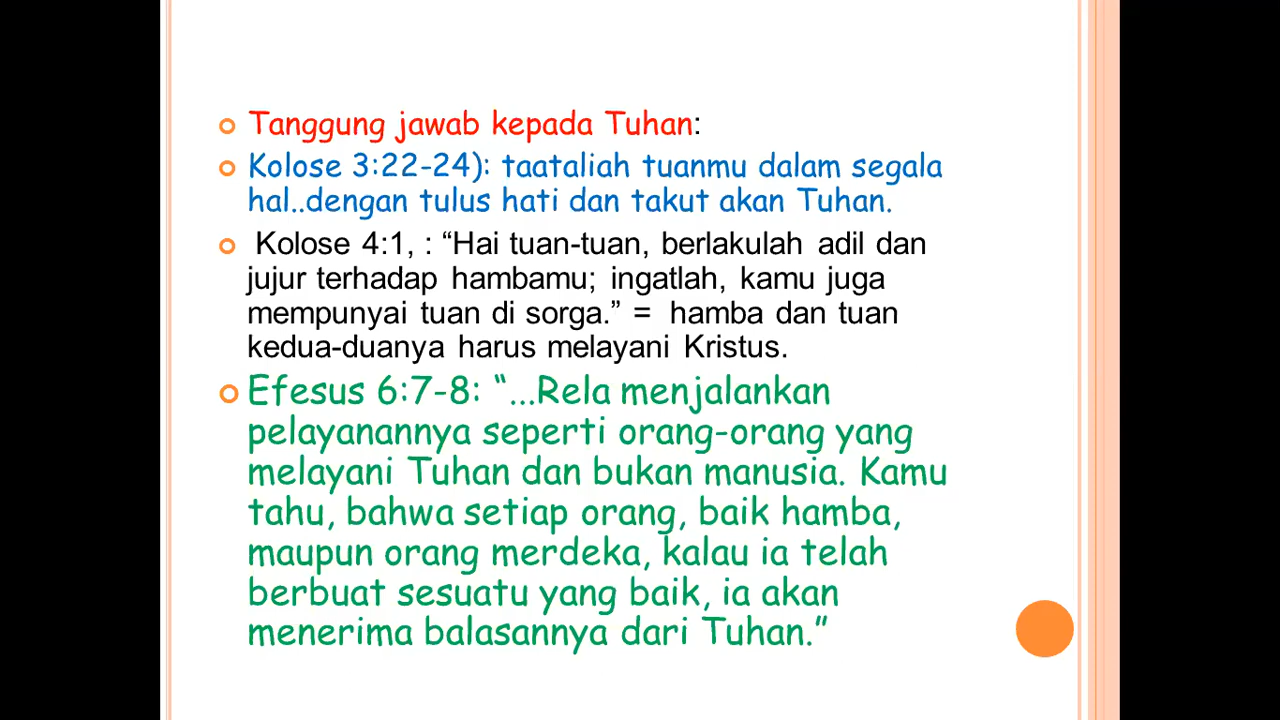 Tanggung jawab kepada Tuhan:
Kolose 3:22-24): taataliah tuanmu dalam segala
hal..dengan tulus hati dan takut akan Tuhan.
Kolose 4:1, : “Hai tuan-tuan, berlakulah adil dan
jujur terhadap hambamu; ingatlah, kamu juga
mempunyai tuan di sorga.” = hamba dan tuan
kedua-duanya harus melayani Kristus.
Efesus 6:7-8: “...Rela menjalankan
pelayanannya seperti orang-orang yang
melayani Tuhan dan bukan manusia. Kamu
tahu, bahwa setiap orang, baik hamba,
maupun orang merdeka, kalau ia telah
berbuat sesuatu yang baik, ia akan
menerima balasannya dari Tuhan.”